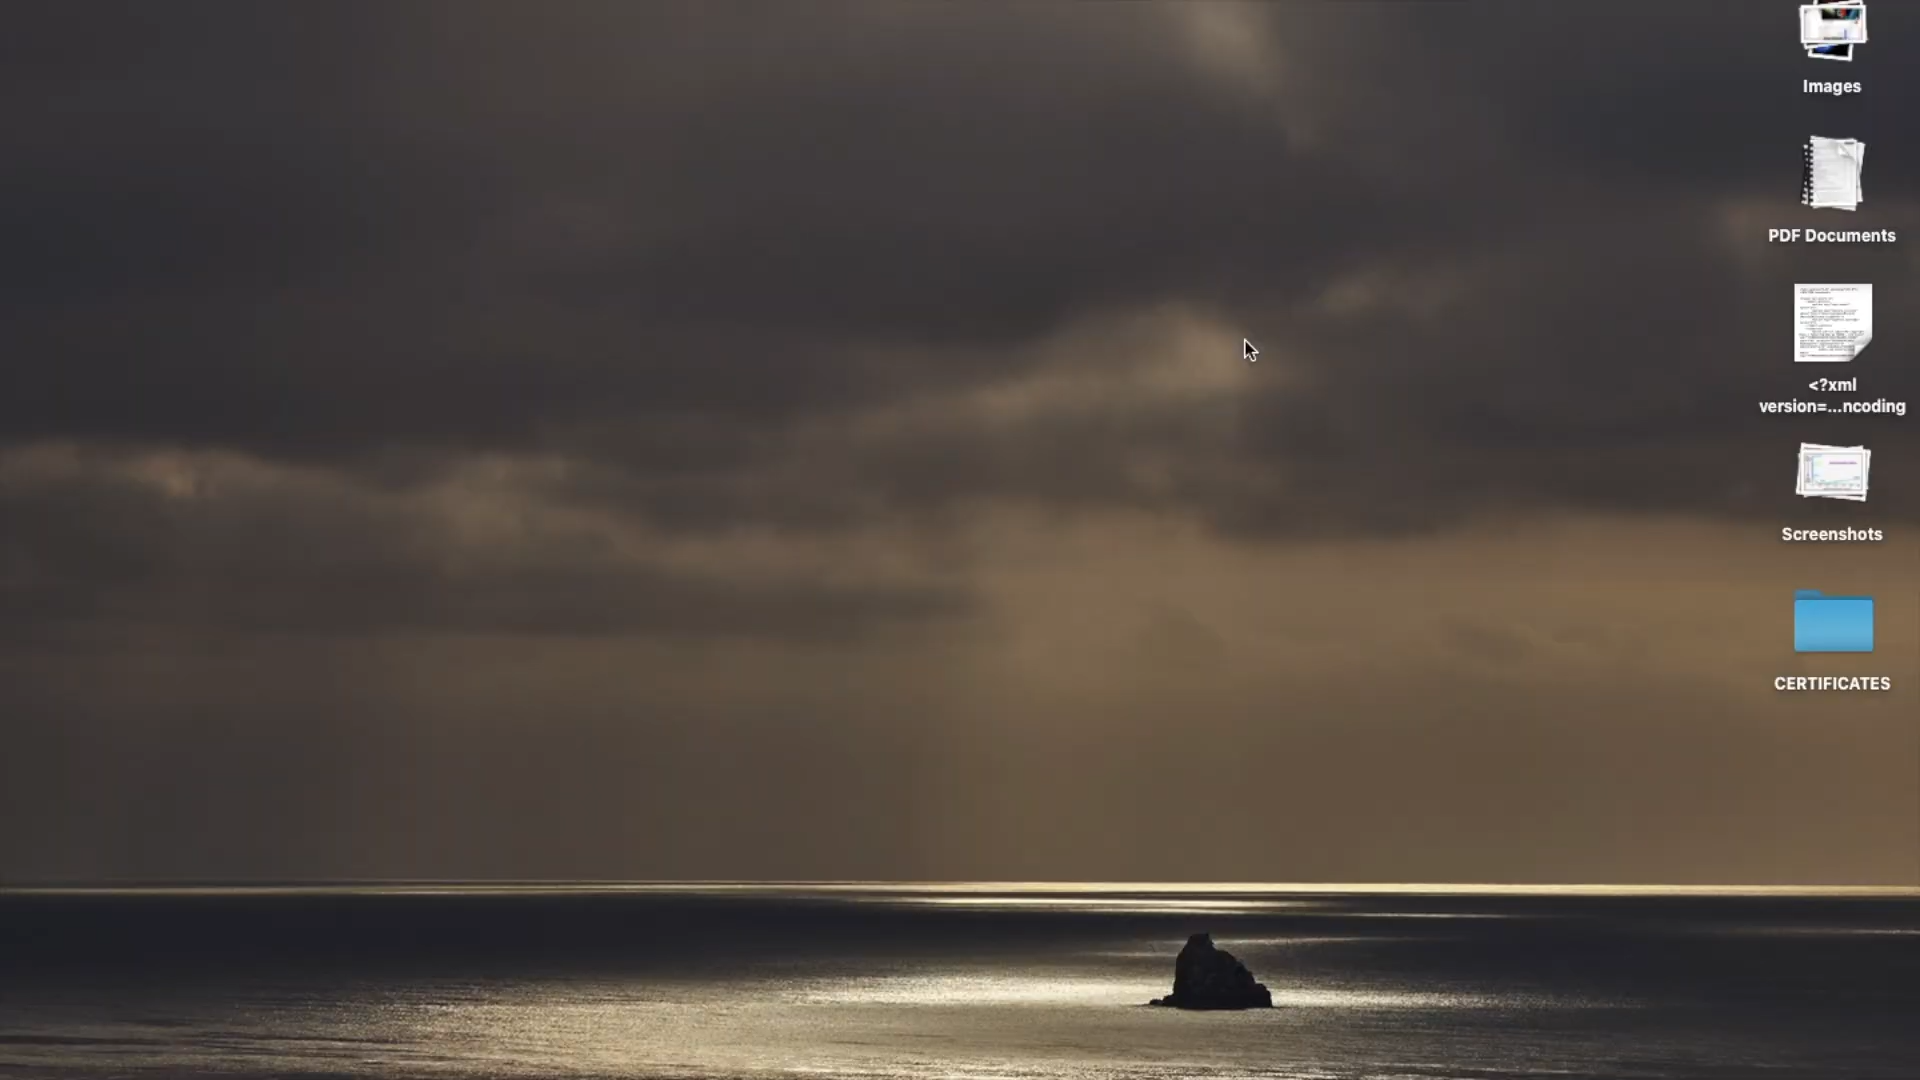 Images
PDF Documents
<?xml
version=...ncoding
Screenshots
CERTIFICATES